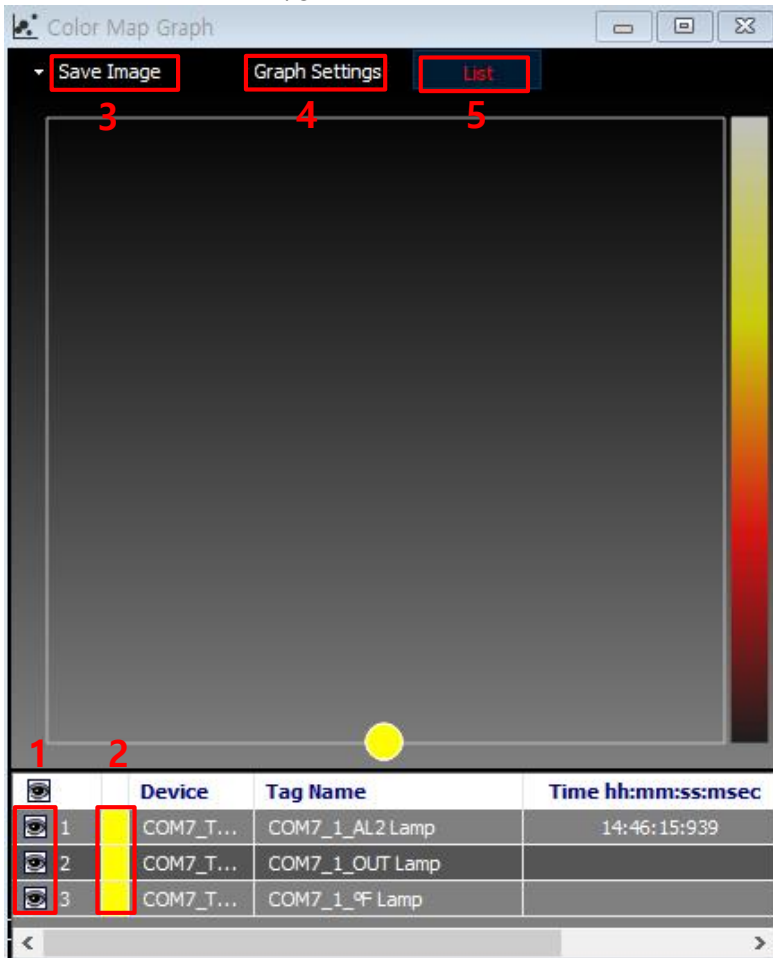 Color Map Graph
Save Image Graph Settings List
3 4 5
1 2
Device Tag Name Time hh:mm:ss:msec
1 COM7_T... COM7_1_AL2 Lamp 14:46:15:939
2 COM7_T... COM7_1_OUT Lamp
3 COM7_T... COM7_1_ºF Lamp